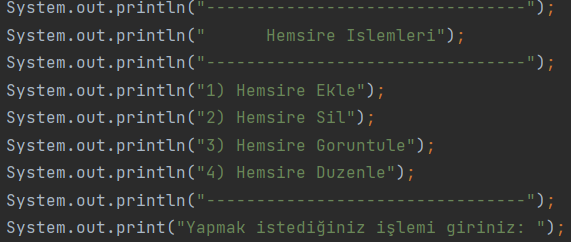 System.out.println("--------------------------------");
System.out.println("      Hemsire Islemleri");
System.out.println("--------------------------------");
System.out.println("1) Hemsire Ekle");
System.out.println("2) Hemsire Sil");
System.out.println("3) Hemsire Goruntule");
System.out.println("4) Hemsire Duzenle");
System.out.println("--------------------------------");
System.out.print("Yapmak istediğiniz işlemi giriniz: ");